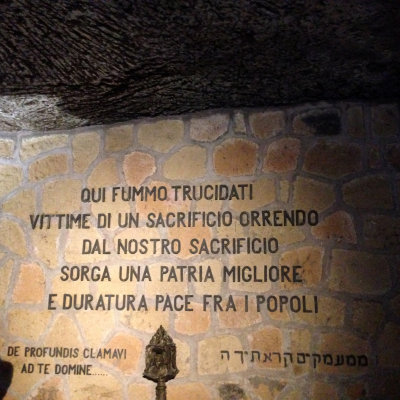 QUI FUMMO TRUCIDATI
VITTIME DI UN SACRIFICIO ORRENDO
DAL NOSTRO SACRIFICIO
SORGA UNA PATRIA MIGLIORE
E DURATURA PACE FRA I POPOLI
DE PROFUNDIS CLAMAVI
AD TE DOMINE......
ממעמקים קראתיך ה